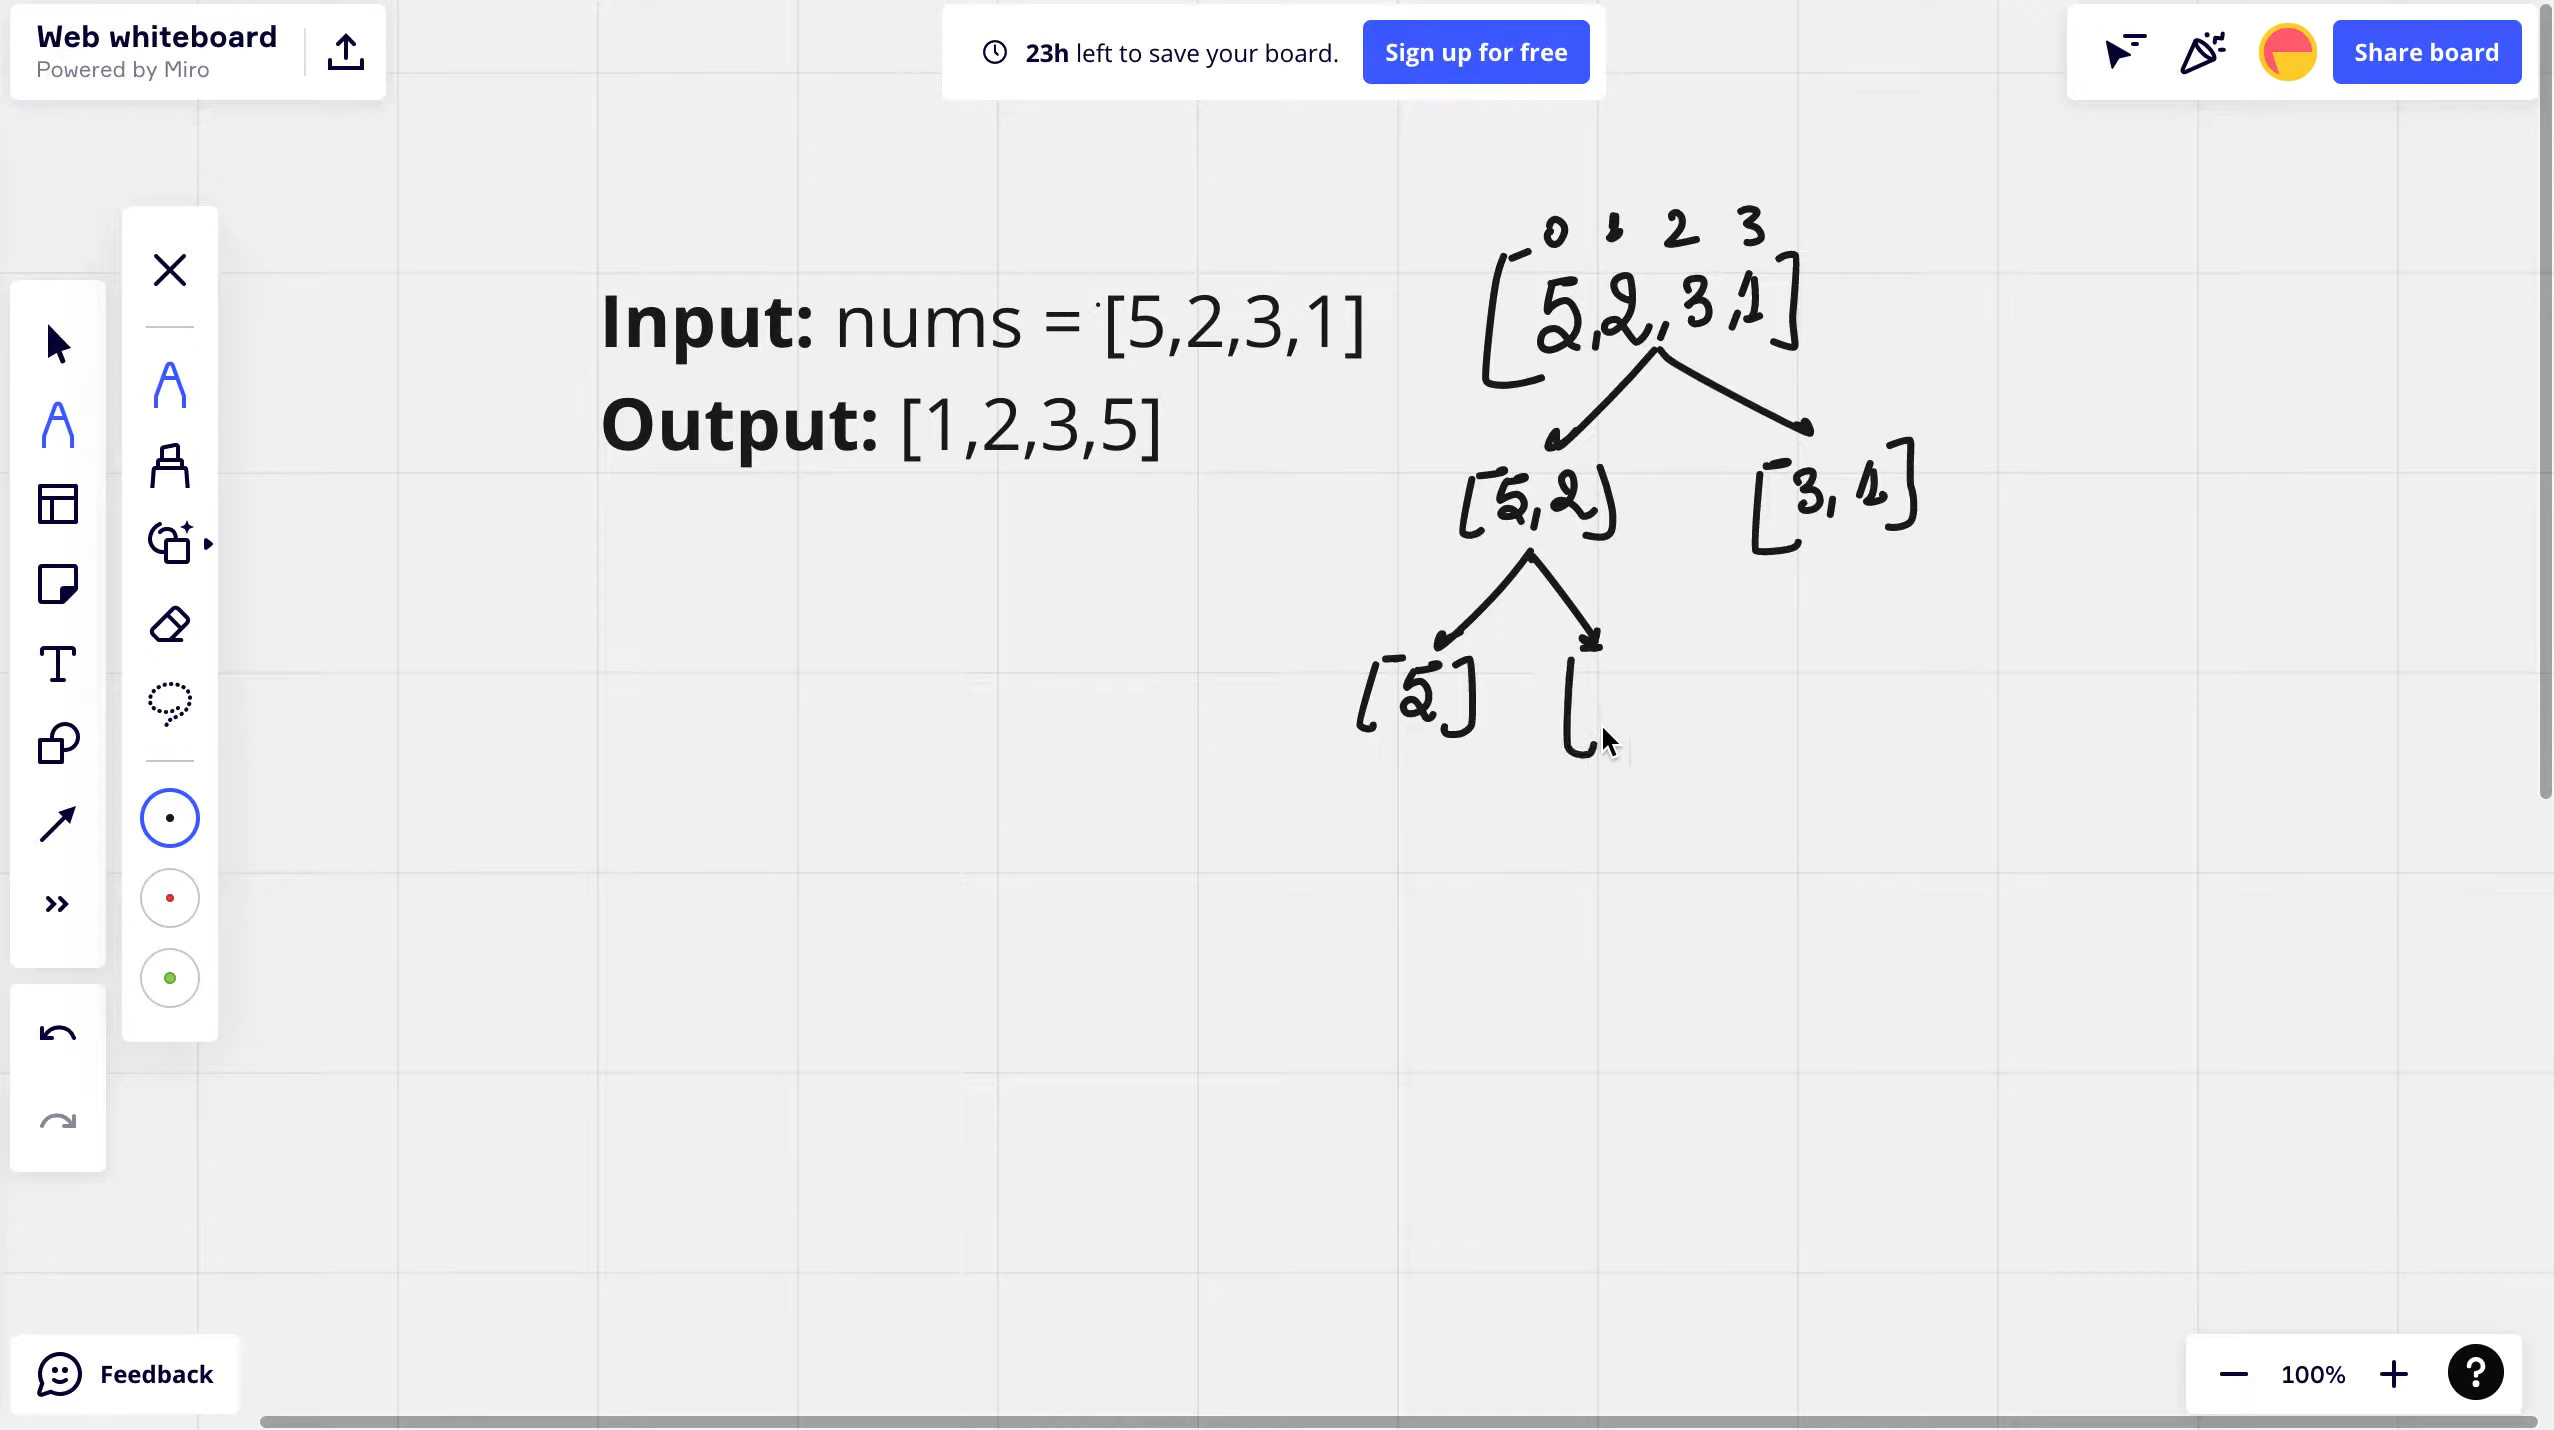 Web whiteboard
Powered by Miro
23h left to save your board.
Sign up for free
Share board
0 1 2 3
[5,2,3,1]
Input: nums = [5,2,3,1]
Output: [1,2,3,5]
[5,2] [3,1]
[5] [
Feedback
100%